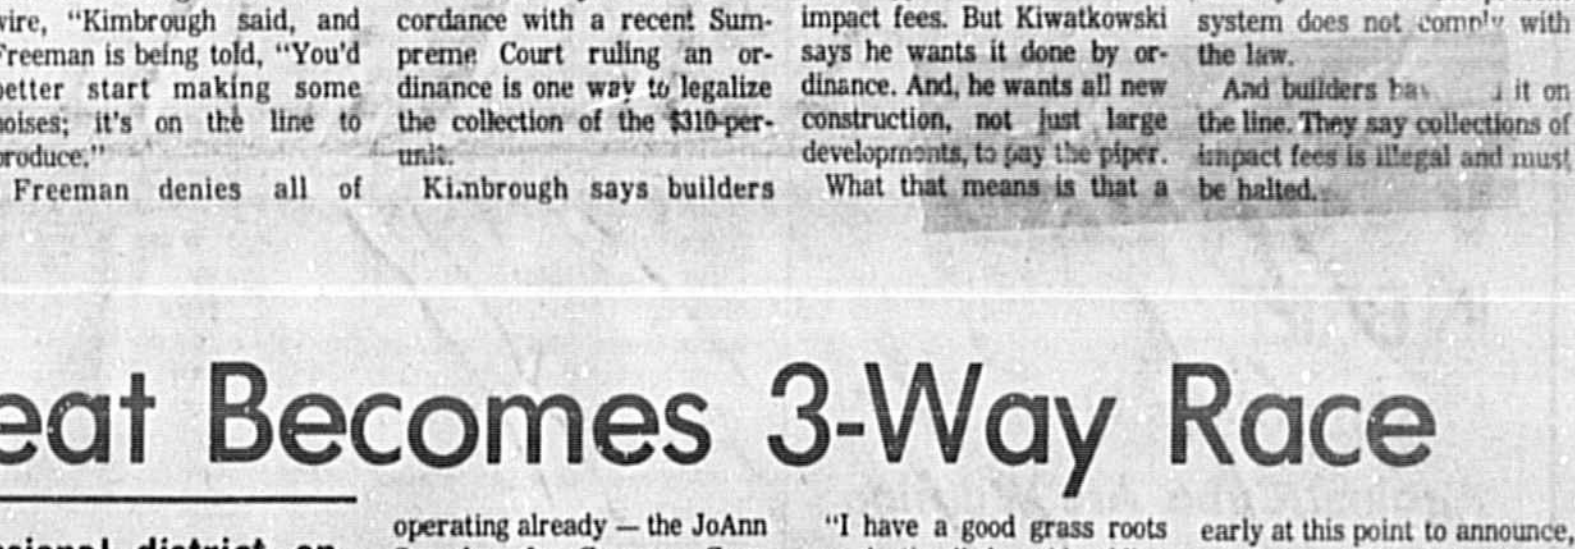 wire, "Kimbrough said, and
Freeman is being told, "You'd
better start making some
noises; it's on the line to
produce."
Freeman denies all of
cordance with a recent Sum-
preme Court ruling an or-
dinance is one way to legalize
the collection of the $310-per-
unit.
Kimbrough says builders
impact fees. But Kiwatkowski
says he wants it done by or-
dinance. And, he wants all new
construction, not just large
developments, to pay the piper.
What that means is that a
system does not comply with
the law.
And builders it on
the line. They say collections of
impact fees is illegal and must
be halted.
eat Becomes 3-Way Race
operating already — the JoAnn
"I have a good grass roots
early at this point to announce,